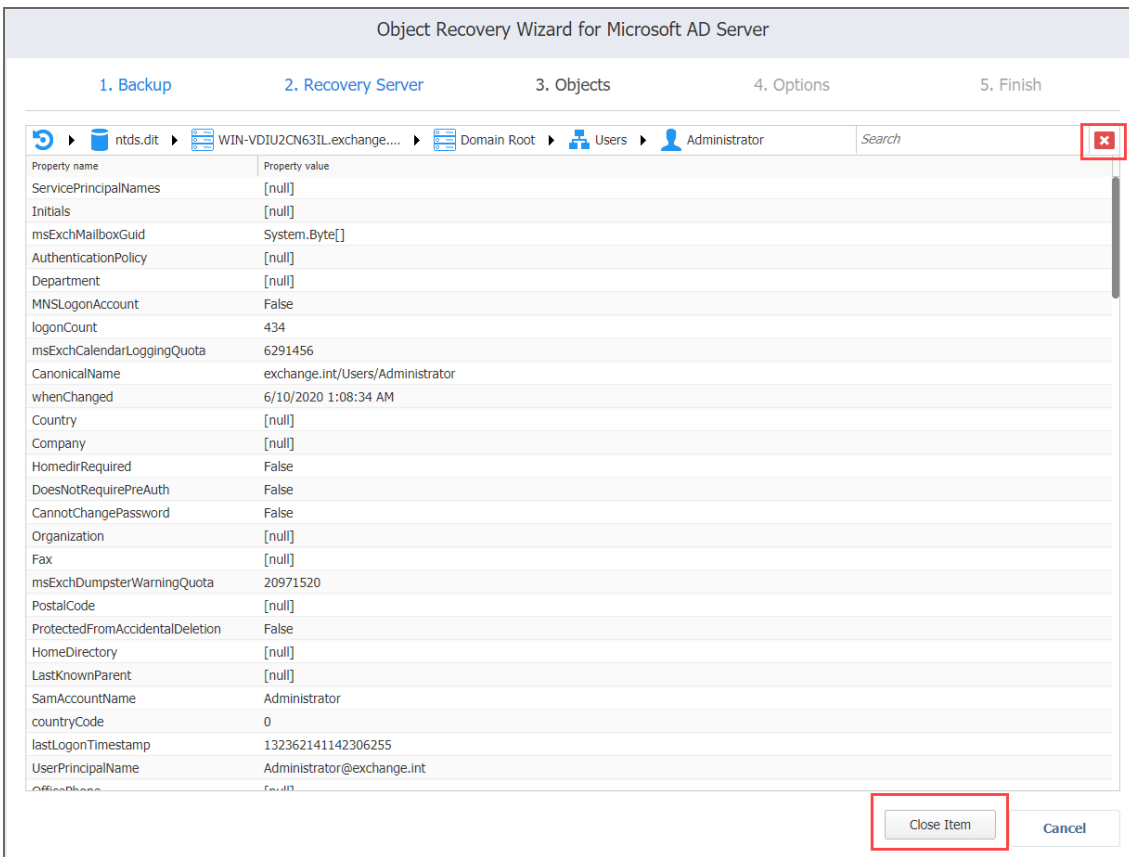 Object Recovery Wizard for Microsoft AD Server
1. Backup 2. Recovery Server 3. Objects 4. Options 5. Finish
ntds.dit WIN-VDIU2CN63IL.exchange.... Domain Root Users Administrator Search
Property name Property value
ServicePrincipalNames [null]
Initials [null]
msExchMailboxGuid System.Byte[]
AuthenticationPolicy [null]
Department [null]
MNSLogonAccount False
logonCount 434
msExchCalendarLoggingQuota 6291456
CanonicalName exchange.int/Users/Administrator
whenChanged 6/10/2020 1:08:34 AM
Country [null]
Company [null]
HomedirRequired False
DoesNotRequirePreAuth False
CannotChangePassword False
Organization [null]
Fax [null]
msExchDumpsterWarningQuota 20971520
PostalCode [null]
ProtectedFromAccidentalDeletion False
HomeDirectory [null]
LastKnownParent [null]
SamAccountName Administrator
countryCode 0
lastLogonTimestamp 132362141142306255
UserPrincipalName Administrator@exchange.int
OfficePhone [null]
Close Item Cancel